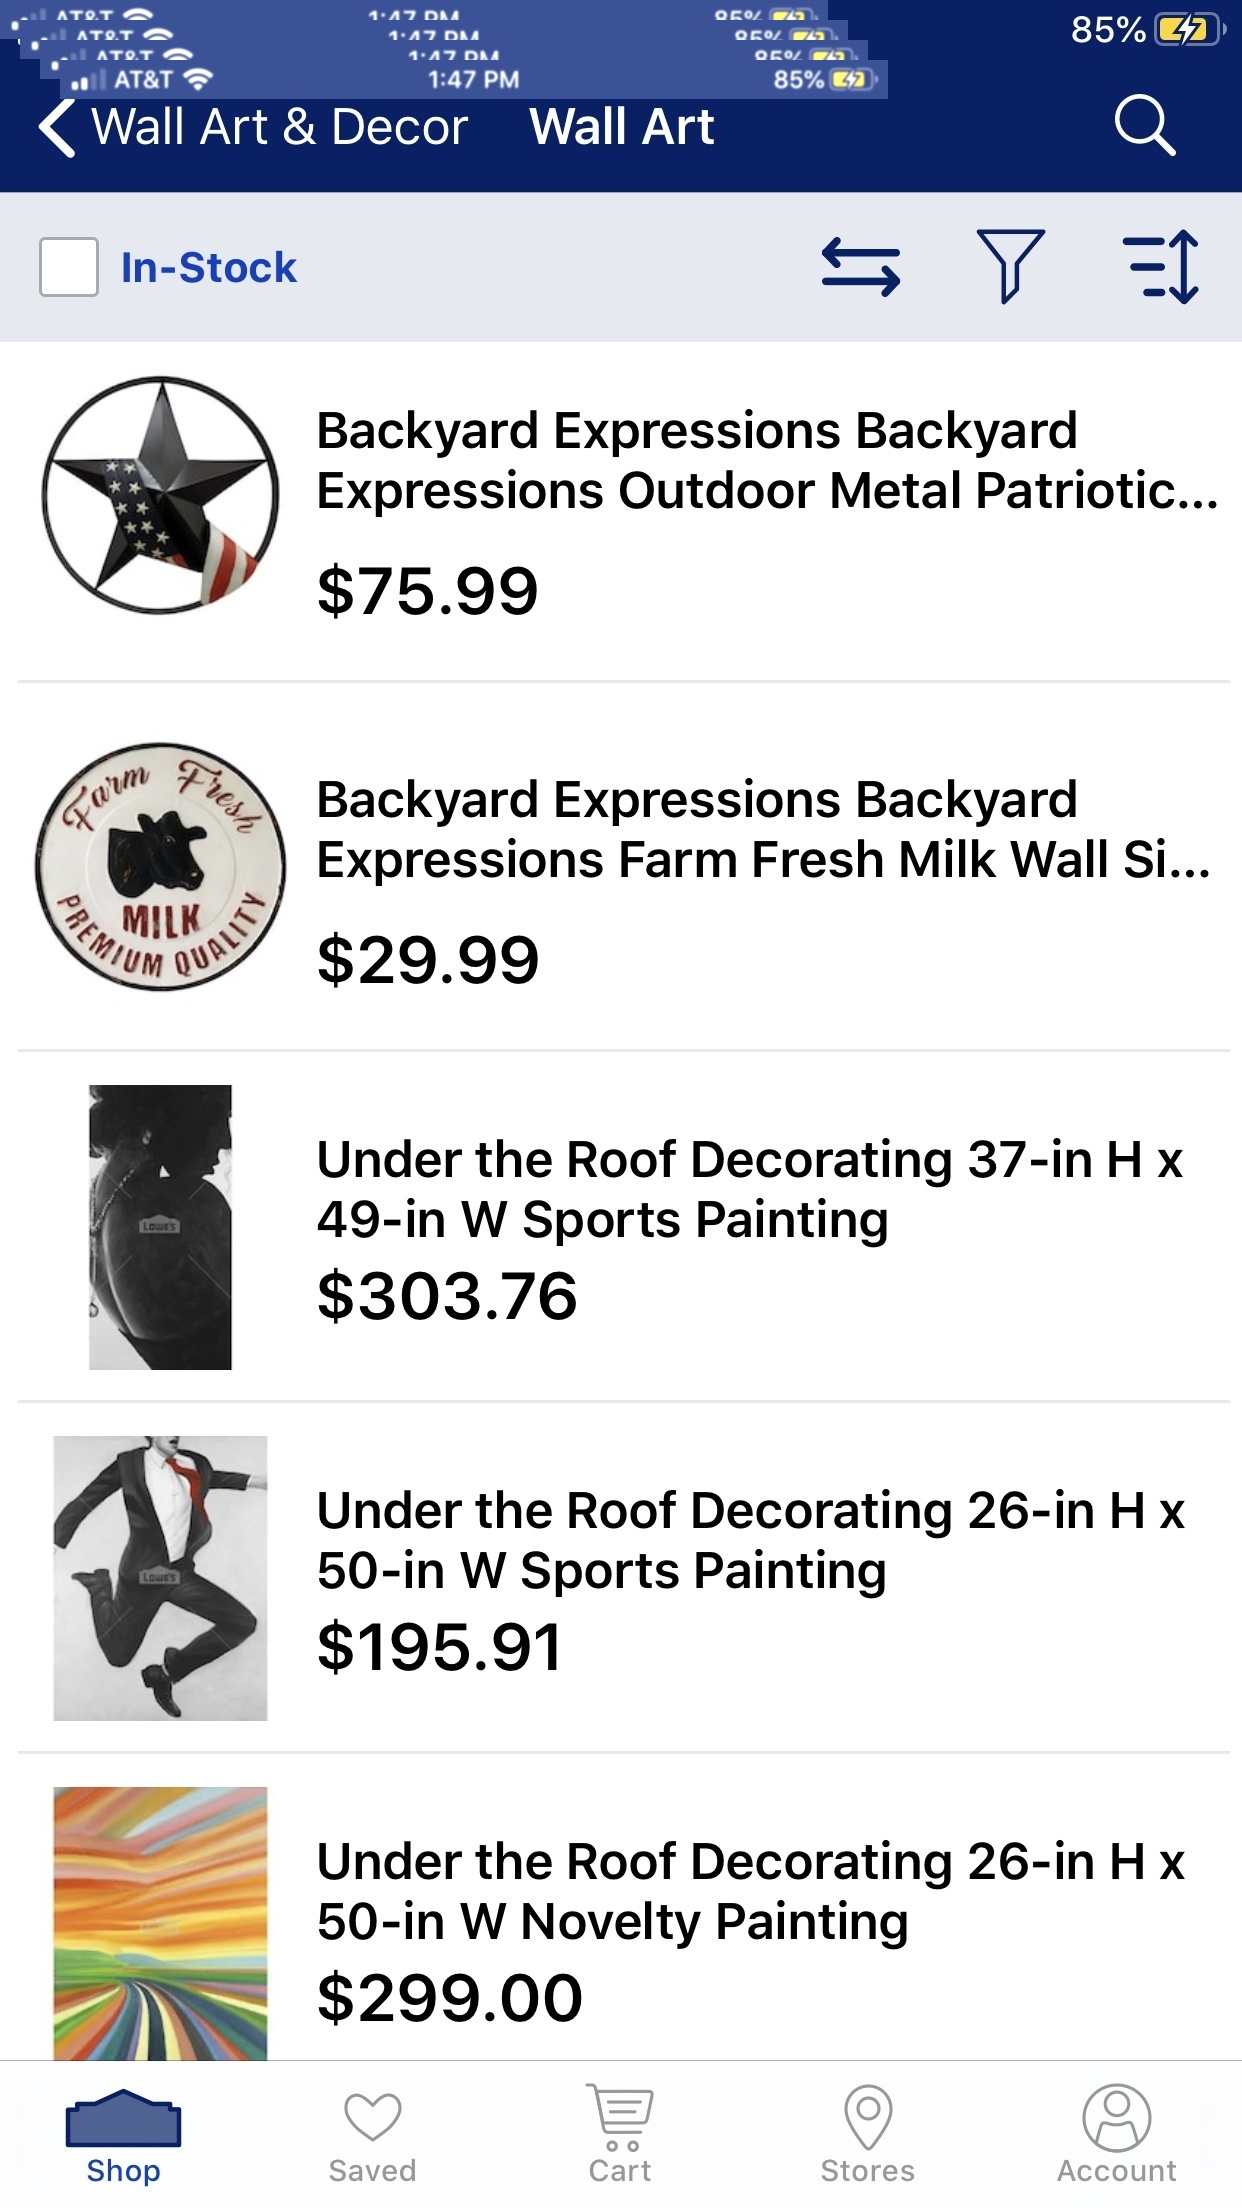 AT&T 1:47 PM 85%
AT&T 1:47 PM 85%
AT&T 1:47 PM 85%
AT&T 1:47 PM 85%
85%
Wall Art & Decor Wall Art
In-Stock
Backyard Expressions Backyard
Expressions Outdoor Metal Patriotic...
$75.99
Farm Fresh
MILK
PREMIUM QUALITY
Backyard Expressions Backyard
Expressions Farm Fresh Milk Wall Si...
$29.99
LOWE'S
Under the Roof Decorating 37-in H x
49-in W Sports Painting
$303.76
LOWE'S
Under the Roof Decorating 26-in H x
50-in W Sports Painting
$195.91
Under the Roof Decorating 26-in H x
50-in W Novelty Painting
$299.00
Shop Saved Cart Stores Account